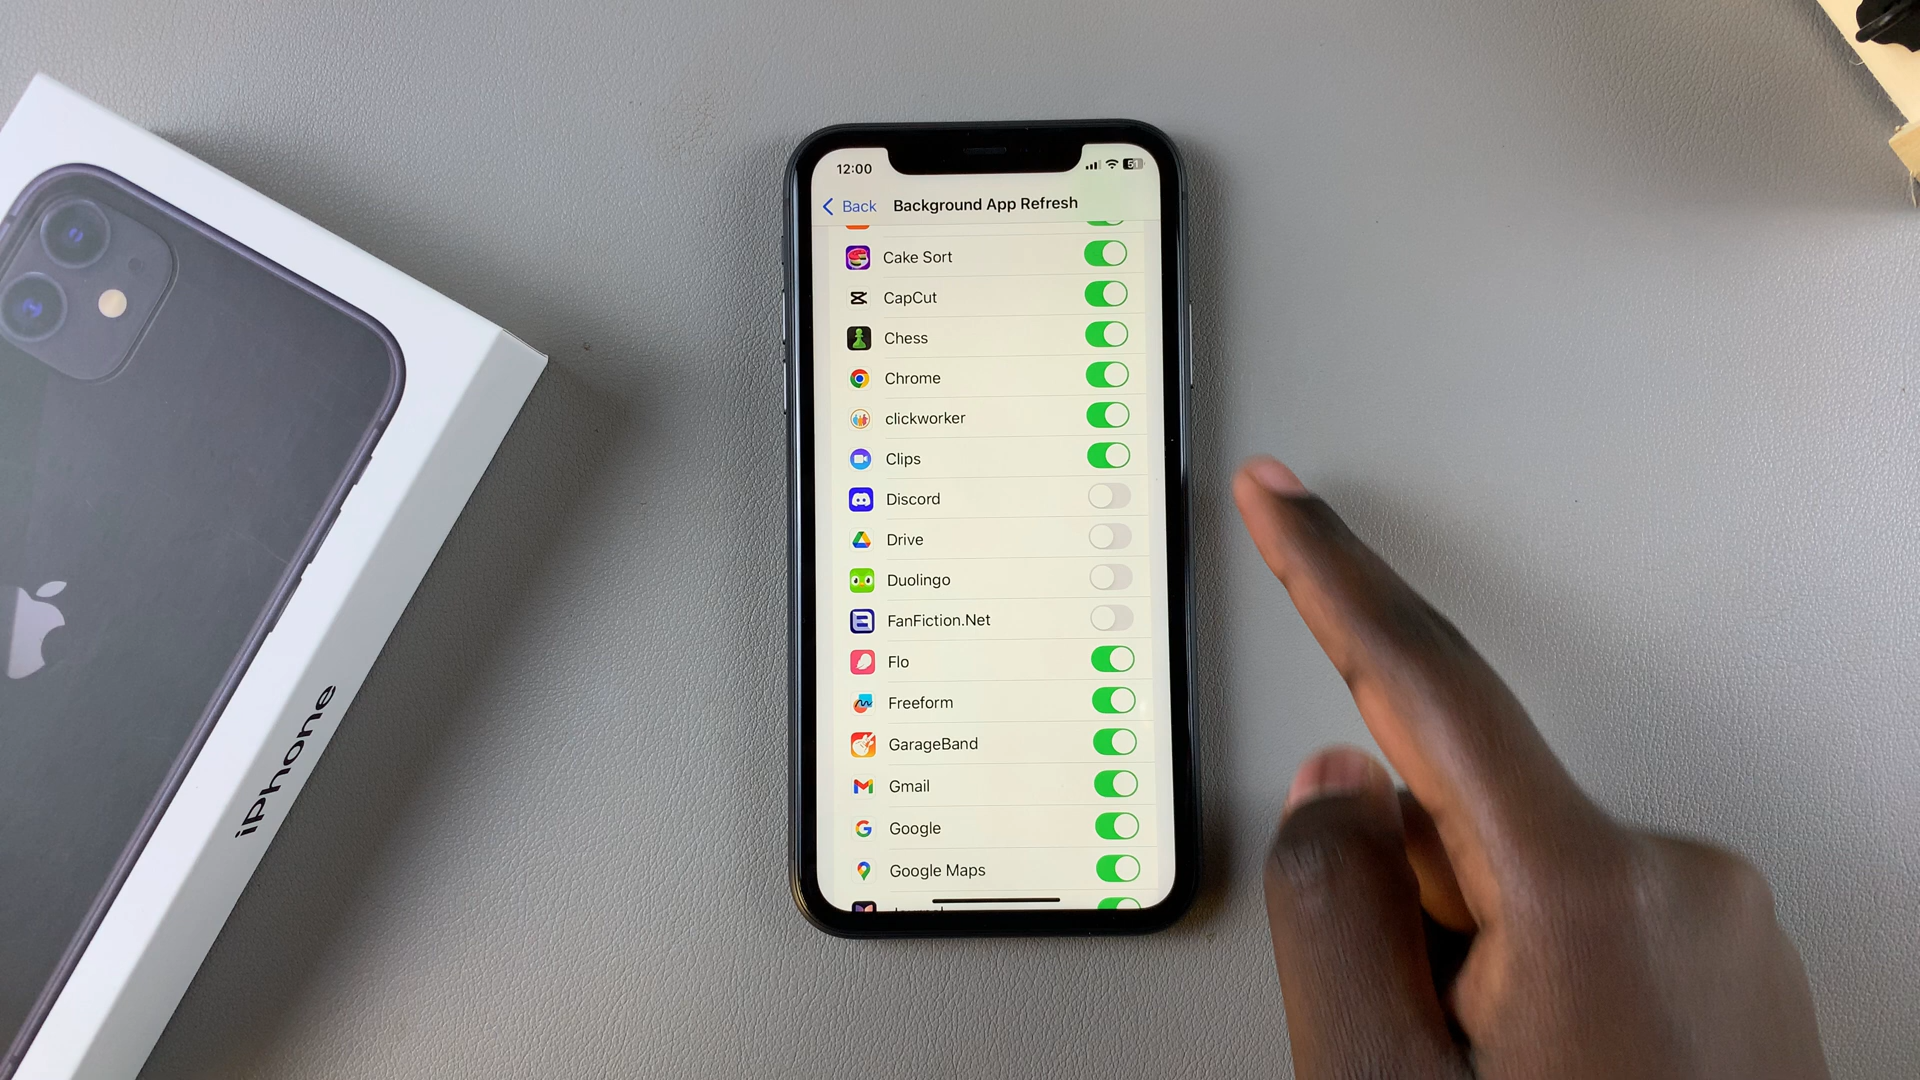 12:00
51
Back
Background App Refresh
Cake Sort
CapCut
Chess
Chrome
clickworker
Clips
Discord
Drive
Duolingo
FanFiction.Net
Flo
Freeform
GarageBand
Gmail
Google
Google Maps
iPhone